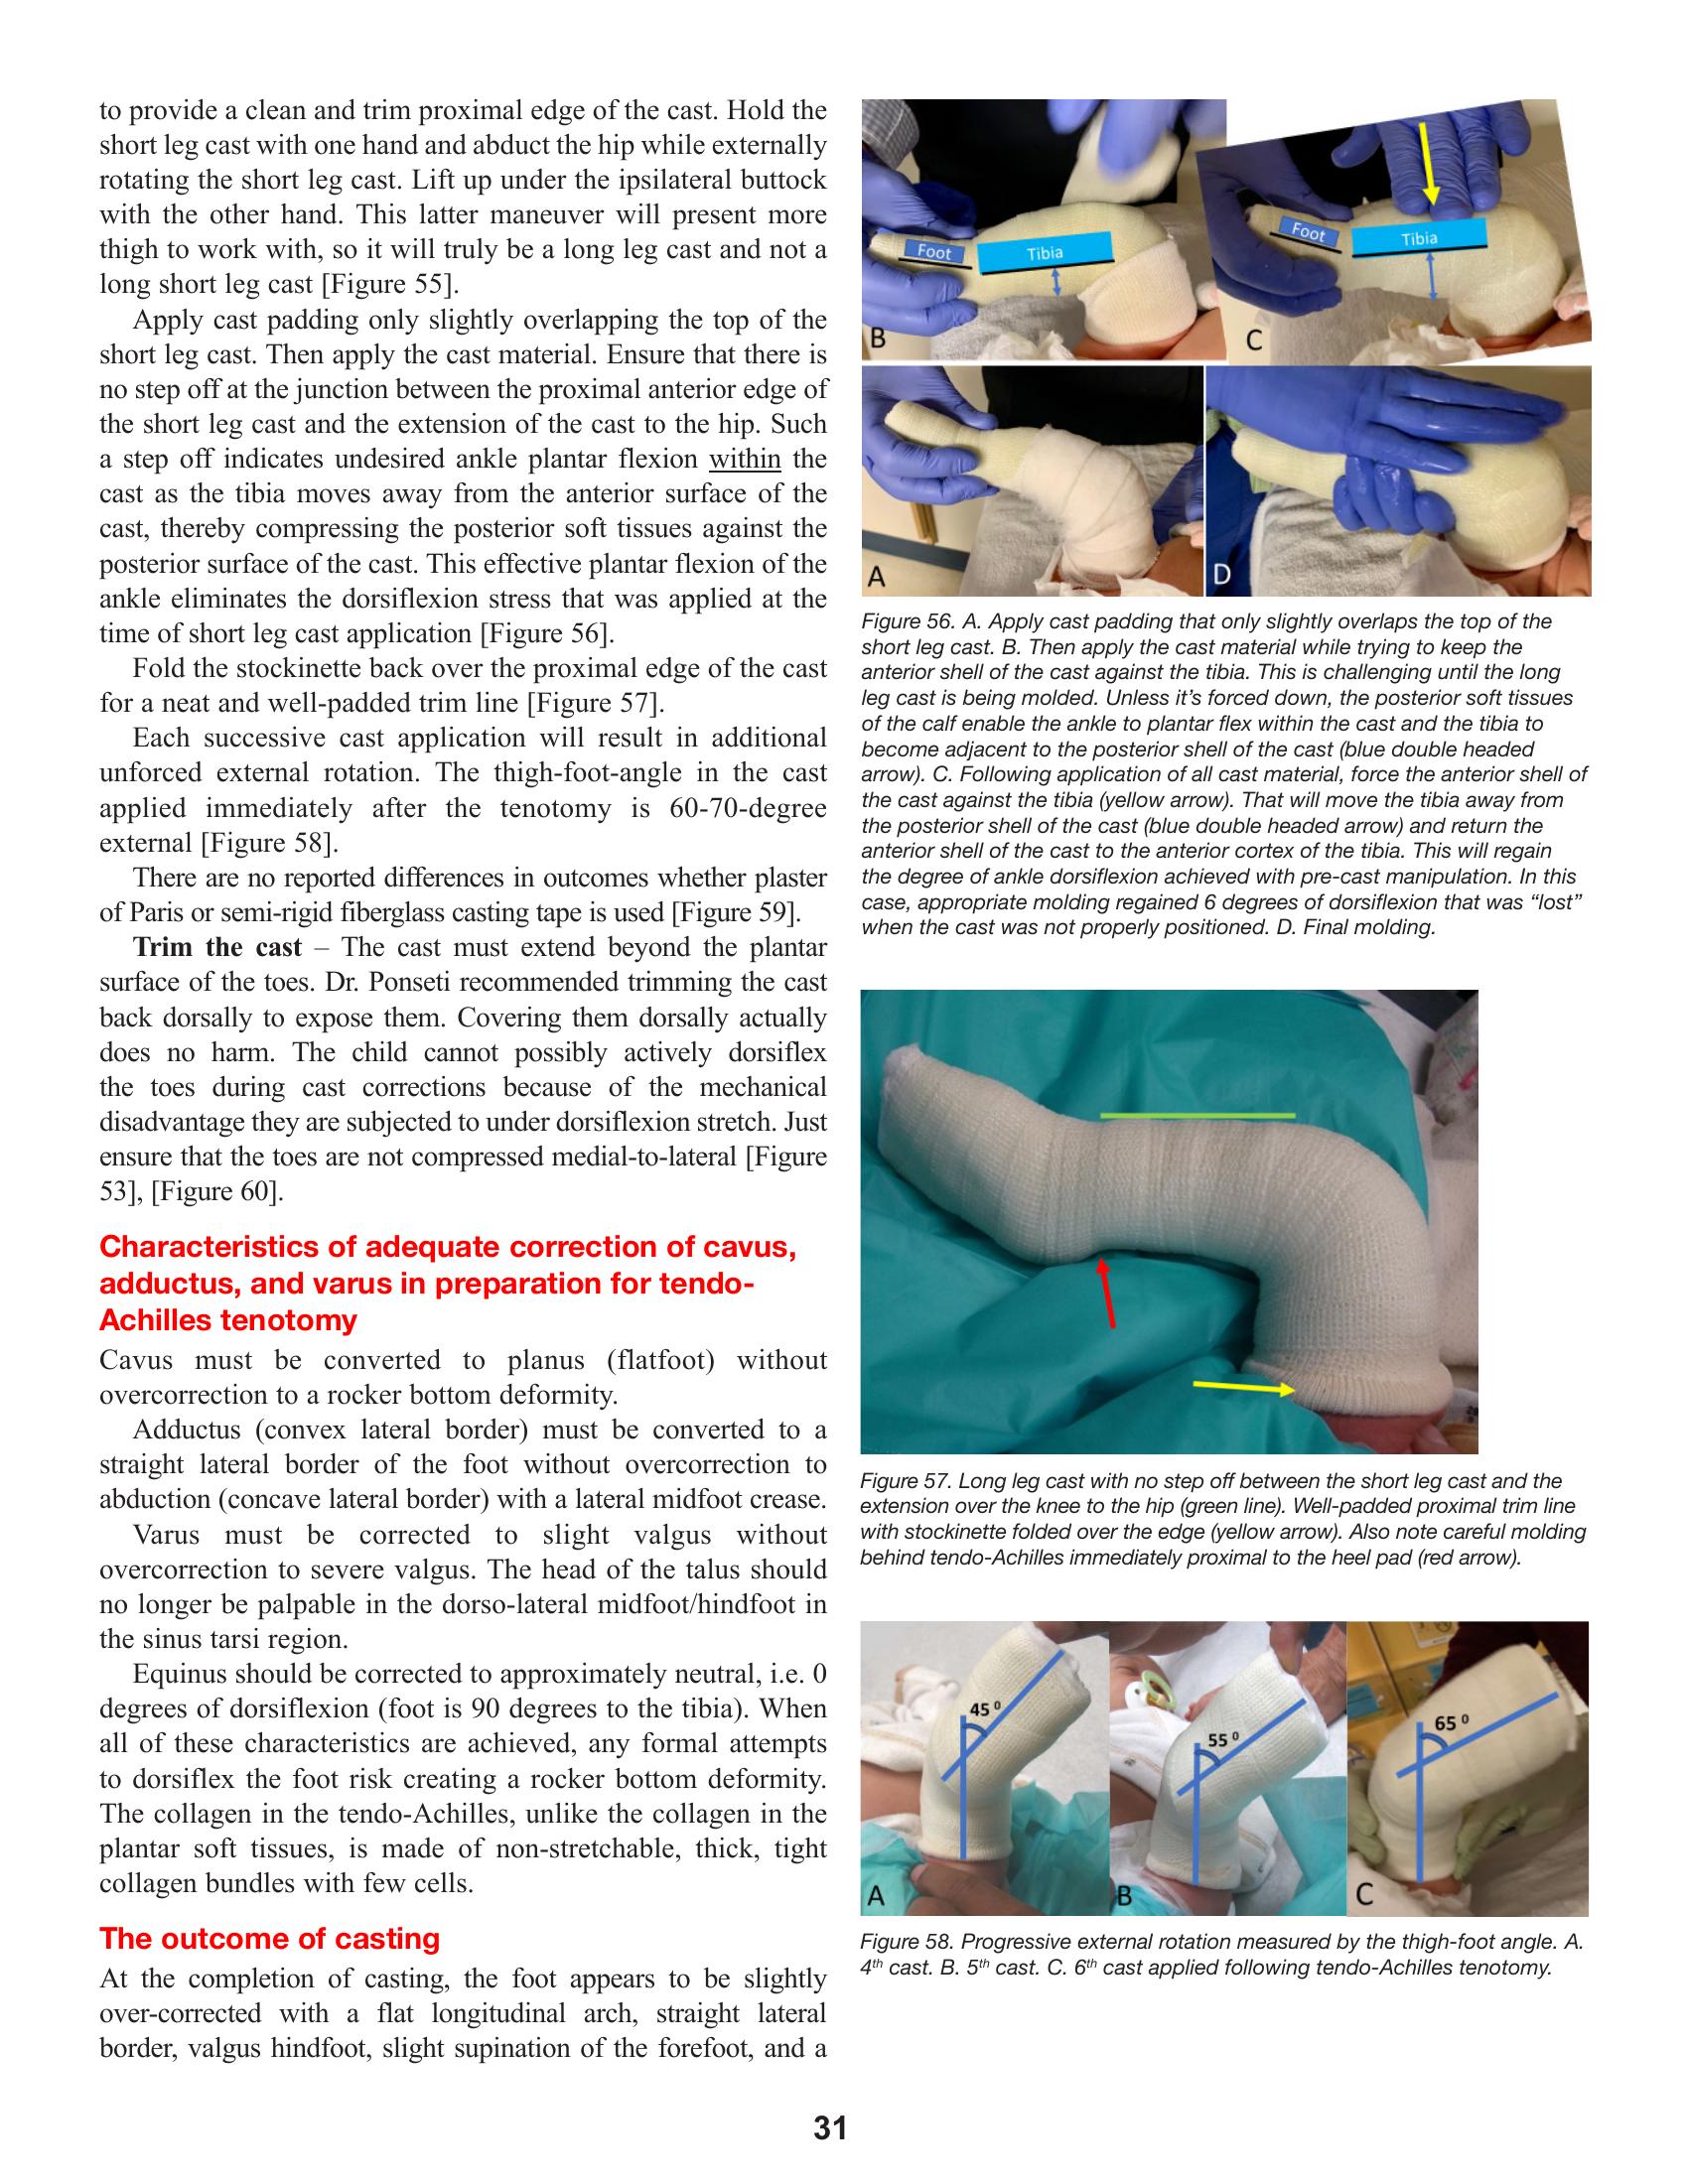 to provide a clean and trim proximal edge of the cast. Hold the
short leg cast with one hand and abduct the hip while externally
rotating the short leg cast. Lift up under the ipsilateral buttock
with the other hand. This latter maneuver will present more
thigh to work with, so it will truly be a long leg cast and not a
long short leg cast [Figure 55].
Apply cast padding only slightly overlapping the top of the
short leg cast. Then apply the cast material. Ensure that there is
no step off at the junction between the proximal anterior edge of
the short leg cast and the extension of the cast to the hip. Such
a step off indicates undesired ankle plantar flexion within the
cast as the tibia moves away from the anterior surface of the
cast, thereby compressing the posterior soft tissues against the
posterior surface of the cast. This effective plantar flexion of the
ankle eliminates the dorsiflexion stress that was applied at the
time of short leg cast application [Figure 56].
Fold the stockinette back over the proximal edge of the cast
for a neat and well-padded trim line [Figure 57].
Each successive cast application will result in additional
unforced external rotation. The thigh-foot-angle in the cast
applied immediately after the tenotomy is 60-70-degree
external [Figure 58].
There are no reported differences in outcomes whether plaster
of Paris or semi-rigid fiberglass casting tape is used [Figure 59].
Trim the cast – The cast must extend beyond the plantar
surface of the toes. Dr. Ponseti recommended trimming the cast
back dorsally to expose them. Covering them dorsally actually
does no harm. The child cannot possibly actively dorsiflex
the toes during cast corrections because of the mechanical
disadvantage they are subjected to under dorsiflexion stretch. Just
ensure that the toes are not compressed medial-to-lateral [Figure
53], [Figure 60].
Characteristics of adequate correction of cavus,
adductus, and varus in preparation for tendo-
Achilles tenotomy
Cavus must be converted to planus (flatfoot) without
overcorrection to a rocker bottom deformity.
Adductus (convex lateral border) must be converted to a
straight lateral border of the foot without overcorrection to
abduction (concave lateral border) with a lateral midfoot crease.
Varus must be corrected to slight valgus without
overcorrection to severe valgus. The head of the talus should
no longer be palpable in the dorso-lateral midfoot/hindfoot in
the sinus tarsi region.
Equinus should be corrected to approximately neutral, i.e. 0
degrees of dorsiflexion (foot is 90 degrees to the tibia). When
all of these characteristics are achieved, any formal attempts
to dorsiflex the foot risk creating a rocker bottom deformity.
The collagen in the tendo-Achilles, unlike the collagen in the
plantar soft tissues, is made of non-stretchable, thick, tight
collagen bundles with few cells.
The outcome of casting
At the completion of casting, the foot appears to be slightly
over-corrected with a flat longitudinal arch, straight lateral
border, valgus hindfoot, slight supination of the forefoot, and a
Foot
Tibia
B
Foot
Tibia
C
A
D
Figure 56. A. Apply cast padding that only slightly overlaps the top of the
short leg cast. B. Then apply the cast material while trying to keep the
anterior shell of the cast against the tibia. This is challenging until the long
leg cast is being molded. Unless it’s forced down, the posterior soft tissues
of the calf enable the ankle to plantar flex within the cast and the tibia to
become adjacent to the posterior shell of the cast (blue double headed
arrow). C. Following application of all cast material, force the anterior shell of
the cast against the tibia (yellow arrow). That will move the tibia away from
the posterior shell of the cast (blue double headed arrow) and return the
anterior shell of the cast to the anterior cortex of the tibia. This will regain
the degree of ankle dorsiflexion achieved with pre-cast manipulation. In this
case, appropriate molding regained 6 degrees of dorsiflexion that was “lost”
when the cast was not properly positioned. D. Final molding.
Figure 57. Long leg cast with no step off between the short leg cast and the
extension over the knee to the hip (green line). Well-padded proximal trim line
with stockinette folded over the edge (yellow arrow). Also note careful molding
behind tendo-Achilles immediately proximal to the heel pad (red arrow).
45 ⁰
A
55 ⁰
B
65 ⁰
C
Figure 58. Progressive external rotation measured by the thigh-foot angle. A.
4th cast. B. 5th cast. C. 6th cast applied following tendo-Achilles tenotomy.
31